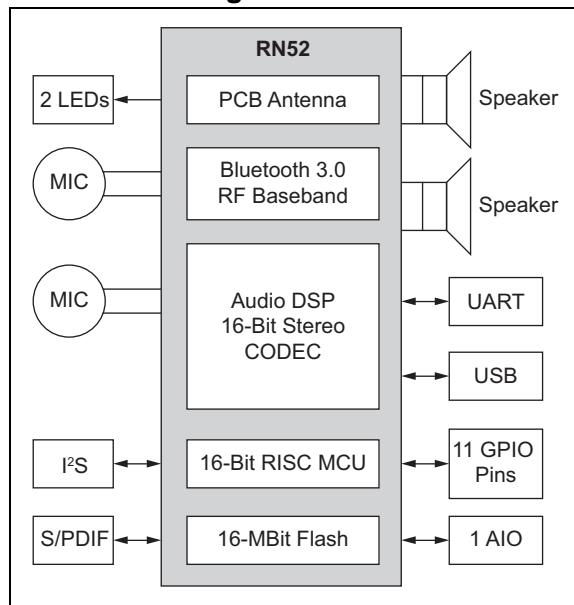 RN52
2 LEDs
PCB Antenna
Speaker
MIC
Bluetooth 3.0
RF Baseband
Speaker
MIC
Audio DSP
16-Bit Stereo
CODEC
UART
USB
I²S
16-Bit RISC MCU
11 GPIO
Pins
S/PDIF
16-MBit Flash
1 AIO